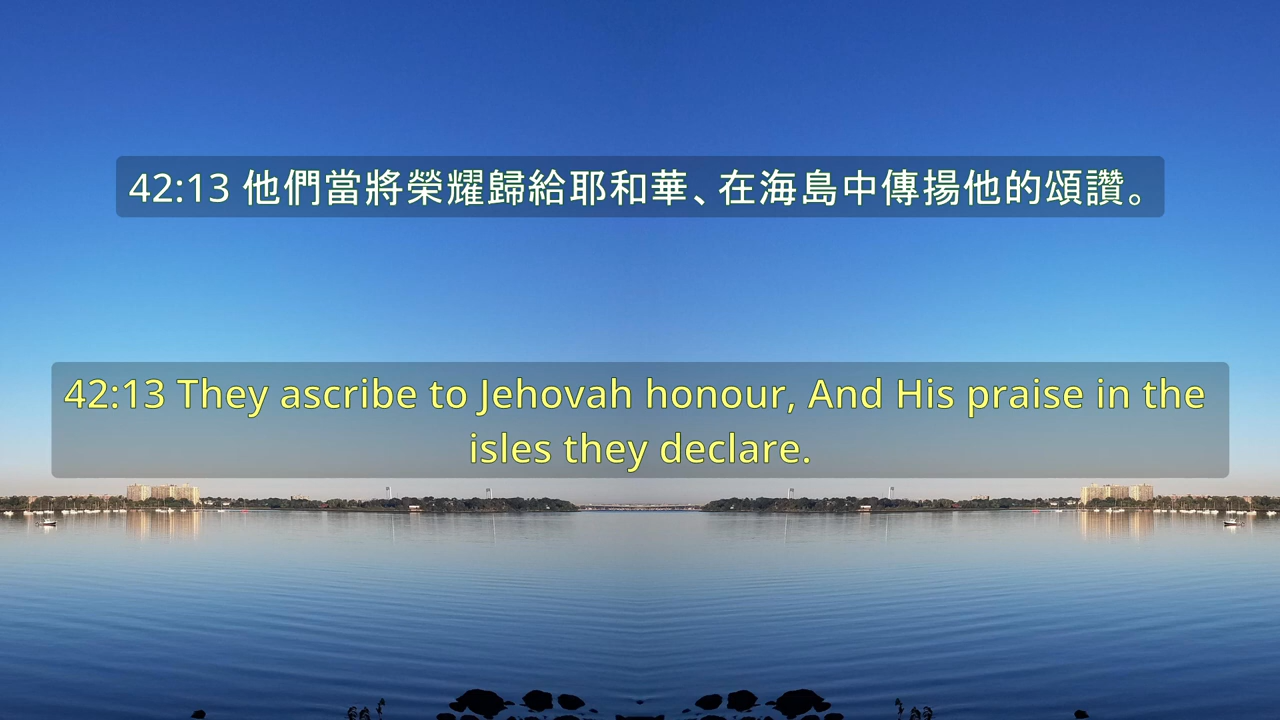 42:13 他們當將榮耀歸給耶和華、在海島中傳揚他的頌讚。
42:13 They ascribe to Jehovah honour, And His praise in the
isles they declare.